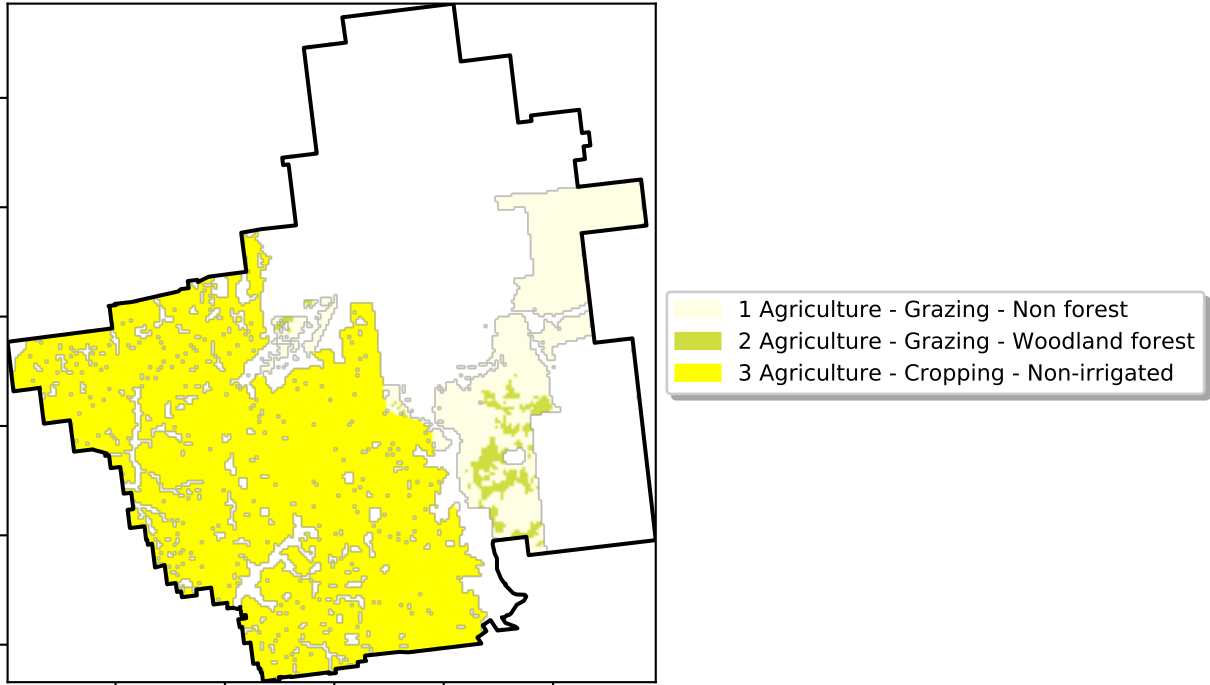 1 Agriculture - Grazing - Non forest
2 Agriculture - Grazing - Woodland forest
3 Agriculture - Cropping - Non-irrigated